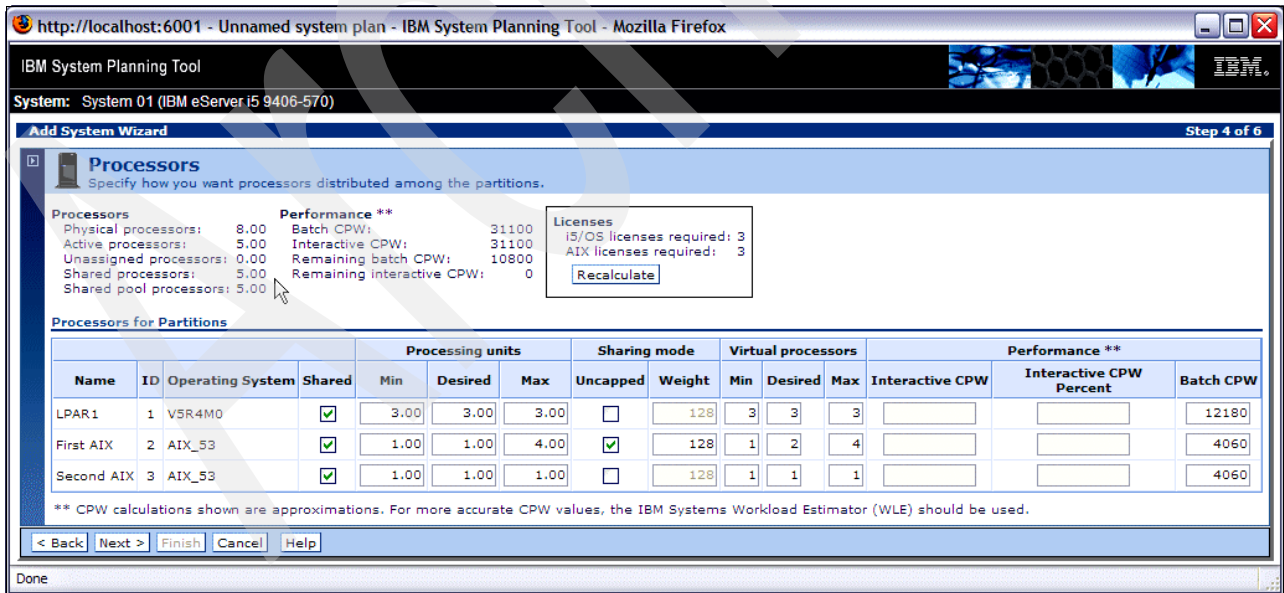 http://localhost:6001 - Unnamed system plan - IBM System Planning Tool - Mozilla Firefox
IBM System Planning Tool
IBM.
System: System 01 (IBM eServer i5 9406-570)
Add System Wizard Step 4 of 6
Processors
Specify how you want processors distributed among the partitions.
Processors Performance ** Licenses
Physical processors: 8.00 Batch CPW: 31100 i5/OS licenses required: 3
Active processors: 5.00 Interactive CPW: 31100 AIX licenses required: 3
Unassigned processors: 0.00 Remaining batch CPW: 10800
Shared processors: 5.00 Remaining interactive CPW: 0 Recalculate
Shared pool processors: 5.00
Processors for Partitions
Processing units Sharing mode Virtual processors Performance **
Name ID Operating System Shared Min Desired Max Uncapped Weight Min Desired Max Interactive CPW Interactive CPW Percent Batch CPW
LPAR1 1 V5R4M0 3.00 3.00 3.00 128 3 3 3 12180
First AIX 2 AIX_53 1.00 1.00 4.00 128 1 2 4 4060
Second AIX 3 AIX_53 1.00 1.00 1.00 128 1 1 1 4060
** CPW calculations shown are approximations. For more accurate CPW values, the IBM Systems Workload Estimator (WLE) should be used.
< Back Next > Finish Cancel Help
Done